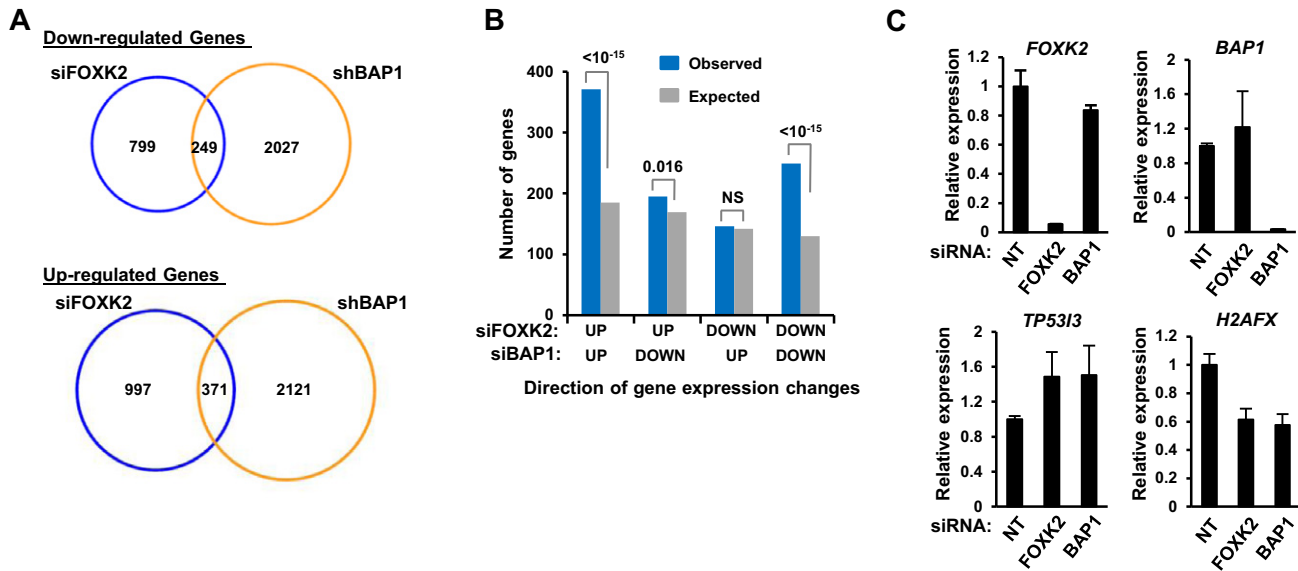 A
Down-regulated Genes
siFOXK2
shBAP1
799
249
2027
Up-regulated Genes
siFOXK2
shBAP1
997
371
2121
B
<10-15
Observed
Expected
<10-15
0.016
NS
Number of genes
400
300
200
100
0
siFOXK2: UP UP DOWN DOWN
siBAP1: UP DOWN UP DOWN
Direction of gene expression changes
C
FOXK2
Relative expression
1.2
1
0.8
0.6
0.4
0.2
0
siRNA: NT FOXK2 BAP1
BAP1
Relative expression
2
1.6
1.2
0.8
0.4
0
NT FOXK2 BAP1
TP53I3
Relative expression
2
1.6
1.2
0.8
0.4
0
siRNA: NT FOXK2 BAP1
H2AFX
Relative expression
1.2
1
0.8
0.6
0.4
0.2
0
NT FOXK2 BAP1